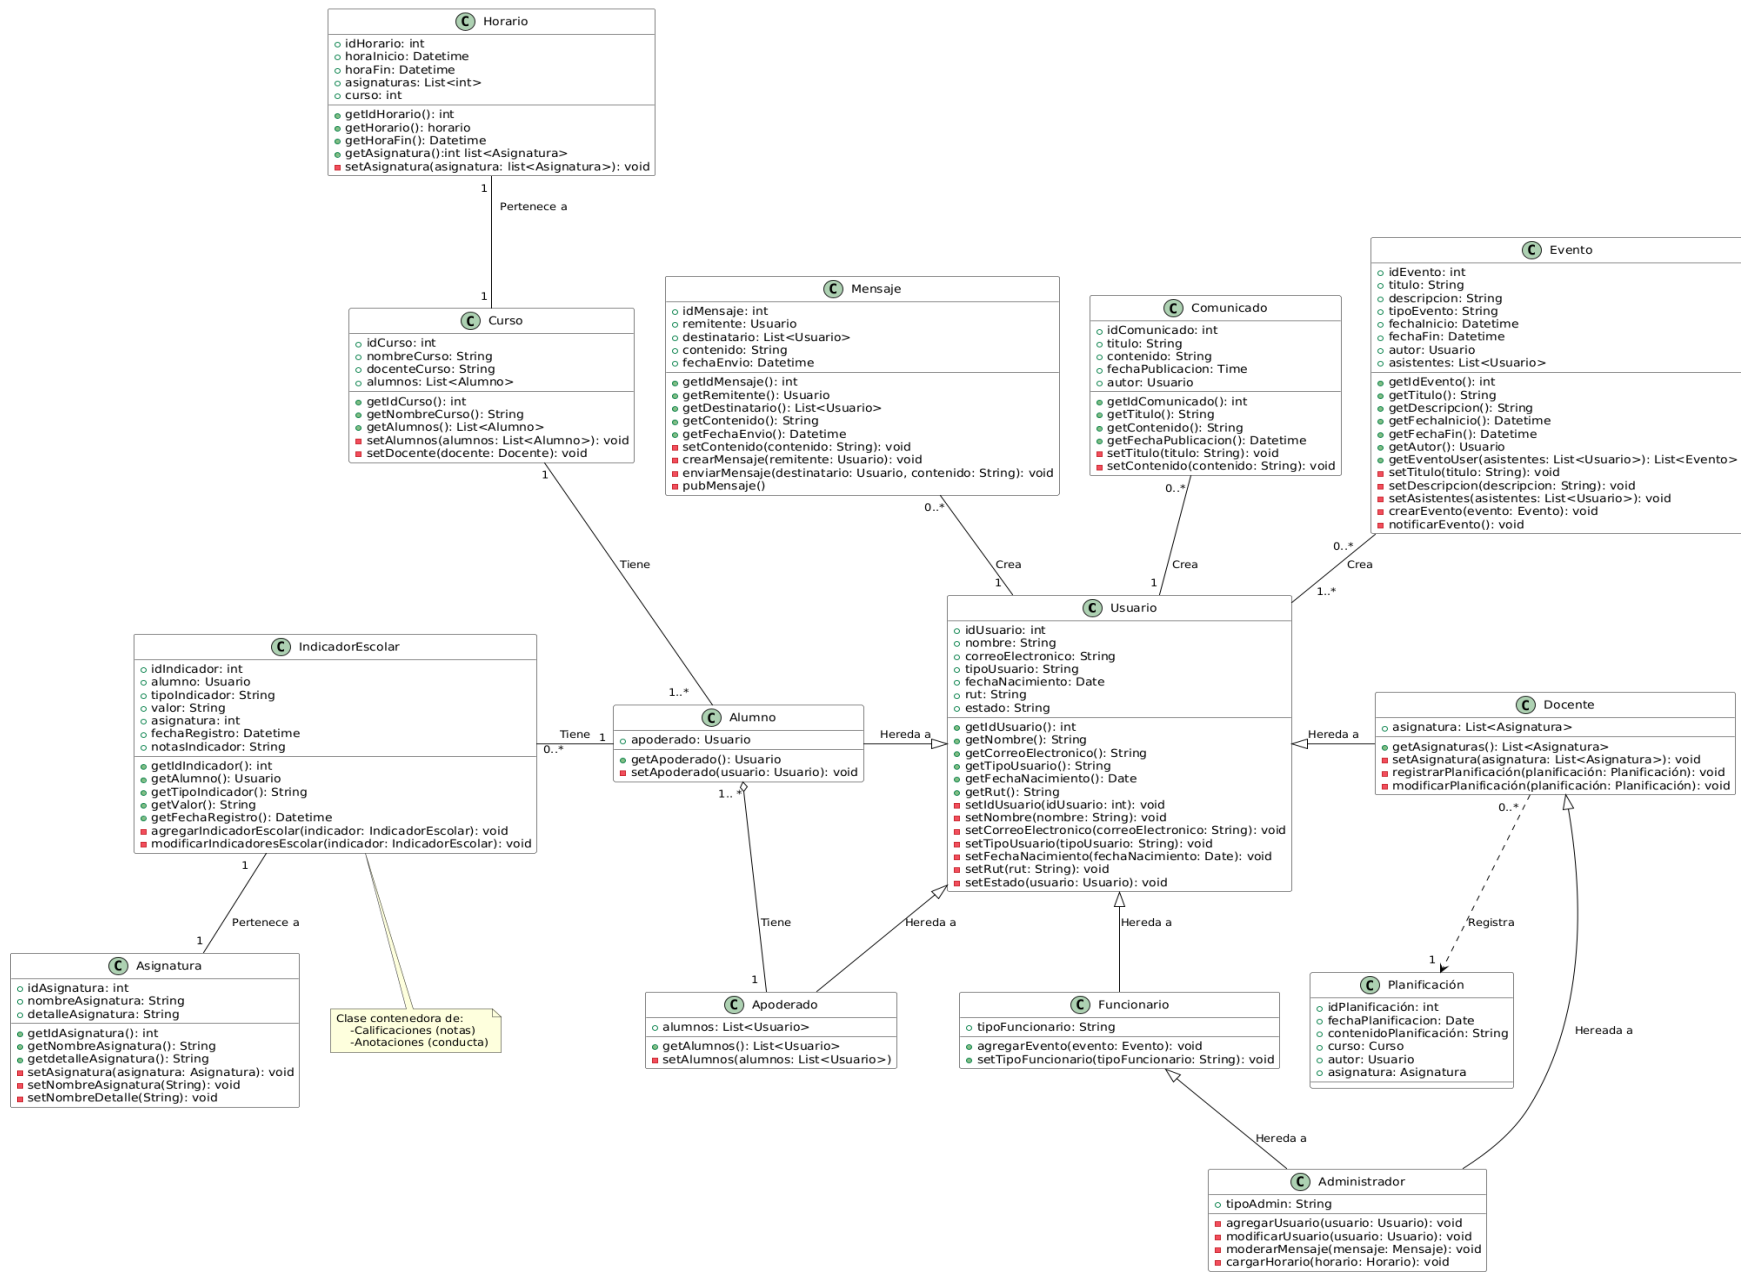 Horario
idHorario: int
horaInicio: Datetime
horaFin: Datetime
asignaturas: List<int>
curso: int
getIdHorario(): int
getHorario(): horario
getHoraFin(): Datetime
getAsignatura():int list<Asignatura>
setAsignatura(asignatura: list<Asignatura>): void
1
Pertenece a
1
Curso
idCurso: int
nombreCurso: String
docenteCurso: String
alumnos: List<Alumno>
getIdCurso(): int
getNombreCurso(): String
getAlumnos(): List<Alumno>
setAlumnos(alumnos: List<Alumno>): void
setDocente(docente: Docente): void
1
Tiene
1..*
Mensaje
idMensaje: int
remitente: Usuario
destinatario: List<Usuario>
contenido: String
fechaEnvio: Datetime
getIdMensaje(): int
getRemitente(): Usuario
getDestinatario(): List<Usuario>
getContenido(): String
getFechaEnvio(): Datetime
setContenido(contenido: String): void
crearMensaje(remitente: Usuario): void
enviarMensaje(destinatario: Usuario, contenido: String): void
pubMensaje()
0..*
Crea
1
Comunicado
idComunicado: int
titulo: String
contenido: String
fechaPublicacion: Time
autor: Usuario
getIdComunicado(): int
getTitulo(): String
getContenido(): String
getFechaPublicacion(): Datetime
setTitulo(titulo: String): void
setContenido(contenido: String): void
0..*
Crea
1
Evento
idEvento: int
titulo: String
descripcion: String
tipoEvento: String
fechaInicio: Datetime
fechaFin: Datetime
autor: Usuario
asistentes: List<Usuario>
getIdEvento(): int
getTitulo(): String
getDescripcion(): String
getFechaInicio(): Datetime
getFechaFin(): Datetime
getAutor(): Usuario
getEventoUser(asistentes: List<Usuario>): List<Evento>
setTitulo(titulo: String): void
setDescripcion(descripcion: String): void
setAsistentes(asistentes: List<Usuario>): void
crearEvento(evento: Evento): void
notificarEvento(): void
0..*
Crea
1..*
IndicadorEscolar
idIndicador: int
alumno: Usuario
tipoIndicador: String
valor: String
asignatura: int
fechaRegistro: Datetime
notasIndicador: String
getIdIndicador(): int
getAlumno(): Usuario
getTipoIndicador(): String
getValor(): String
getFechaRegistro(): Datetime
agregarIndicadorEscolar(indicador: IndicadorEscolar): void
modificarIndicadoresEscolar(indicador: IndicadorEscolar): void
Tiene
1
0..*
Alumno
apoderado: Usuario
getApoderado(): Usuario
setApoderado(usuario: Usuario): void
Hereda a
1.. *
Tiene
1
Usuario
idUsuario: int
nombre: String
correoElectronico: String
tipoUsuario: String
fechaNacimiento: Date
rut: String
estado: String
getIdUsuario(): int
getNombre(): String
getCorreoElectronico(): String
getTipoUsuario(): String
getFechaNacimiento(): Date
getRut(): String
setIdUsuario(idUsuario: int): void
setNombre(nombre: String): void
setCorreoElectronico(correoElectronico: String): void
setTipoUsuario(tipoUsuario: String): void
setFechaNacimiento(fechaNacimiento: Date): void
setRut(rut: String): void
setEstado(usuario: Usuario): void
Hereda a
Docente
asignatura: List<Asignatura>
getAsignaturas(): List<Asignatura>
setAsignatura(asignatura: List<Asignatura>): void
registrarPlanificación(planificación: Planificación): void
modificarPlanificación(planificación: Planificación): void
0..*
Registra
1
1
Pertenece a
1
Hereda a
Hereda a
Asignatura
idAsignatura: int
nombreAsignatura: String
detalleAsignatura: String
getIdAsignatura(): int
getNombreAsignatura(): String
getdetalleAsignatura(): String
setAsignatura(asignatura: Asignatura): void
setNombreAsignatura(String): void
setNombreDetalle(String): void
Clase contenedora de:
-Calificaciones (notas)
-Anotaciones (conducta)
Apoderado
alumnos: List<Usuario>
getAlumnos(): List<Usuario>
setAlumnos(alumnos: List<Usuario>)
Funcionario
tipoFuncionario: String
agregarEvento(evento: Evento): void
setTipoFuncionario(tipoFuncionario: String): void
Planificación
idPlanificación: int
fechaPlanificacion: Date
contenidoPlanificación: String
curso: Curso
autor: Usuario
asignatura: Asignatura
Hereada a
Hereda a
Administrador
tipoAdmin: String
agregarUsuario(usuario: Usuario): void
modificarUsuario(usuario: Usuario): void
moderarMensaje(mensaje: Mensaje): void
cargarHorario(horario: Horario): void